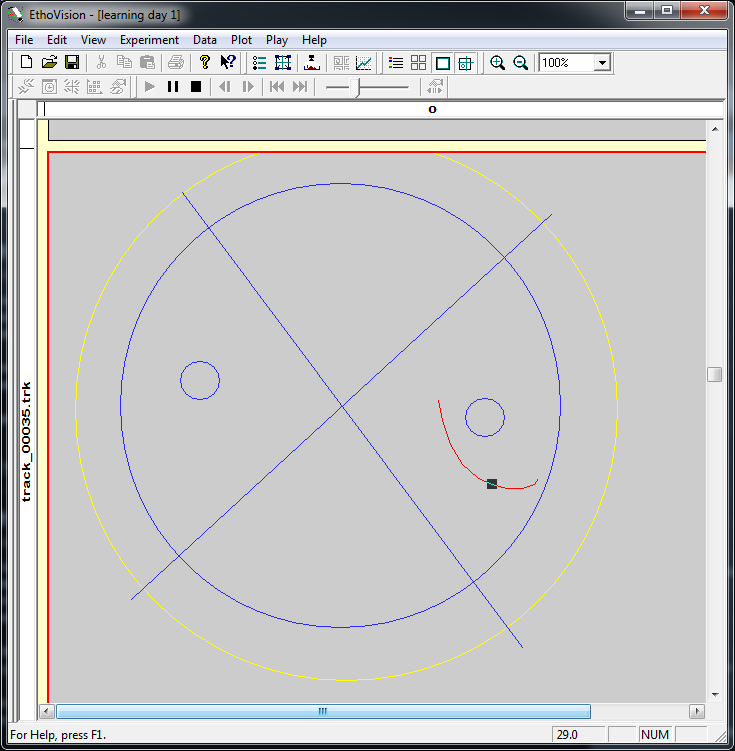 EthoVision - [learning day 1]
File Edit View Experiment Data Plot Play Help
100%
0
track_00035.trk
For Help, press F1.
29.0
NUM